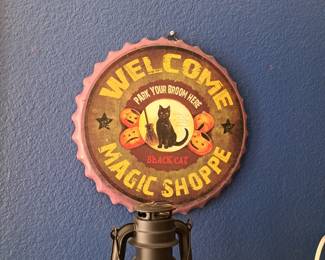 WELCOME
PARK YOUR BROOM HERE
BLACK CAT
MAGIC SHOPPE